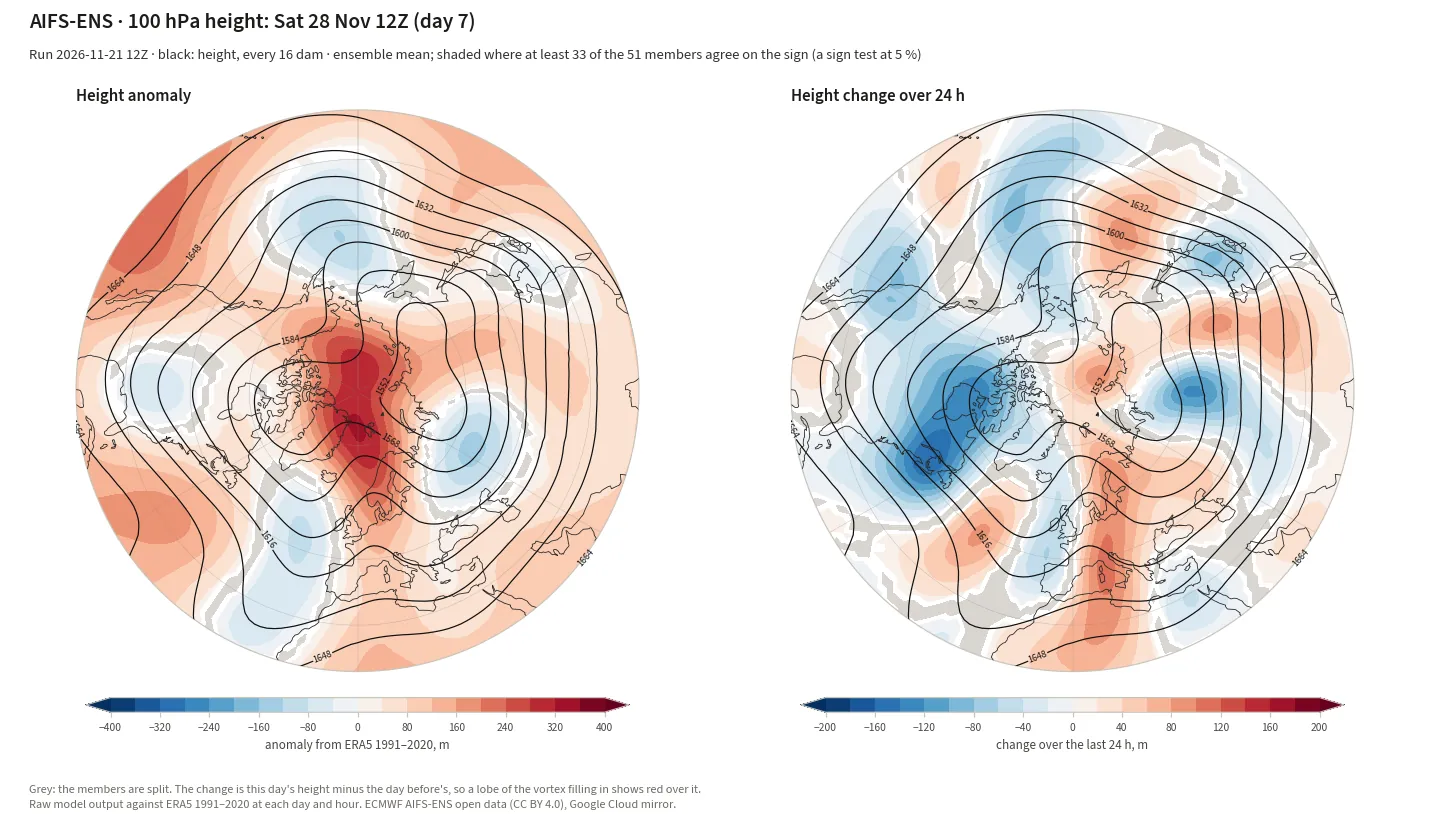 AIFS-ENS · 100 hPa height: Sat 28 Nov 12Z (day 7)
Run 2026-11-21 12Z · black: height, every 16 dam · ensemble mean; shaded where at least 33 of the 51 members agree on the sign (a sign test at 5 %)
Height anomaly
Height change over 24 h
1632
1600
1648
1664
1584
1552
1568
1616
1664
1648
1632
1600
1648
1664
1584
1552
1568
1616
1664
1648
−400 −320 −240 −160 −80 0 80 160 240 320 400
anomaly from ERA5 1991–2020, m
−200 −160 −120 −80 −40 0 40 80 120 160 200
change over the last 24 h, m
Grey: the members are split. The change is this day's height minus the day before's, so a lobe of the vortex filling in shows red over it.
Raw model output against ERA5 1991–2020 at each day and hour. ECMWF AIFS-ENS open data (CC BY 4.0), Google Cloud mirror.